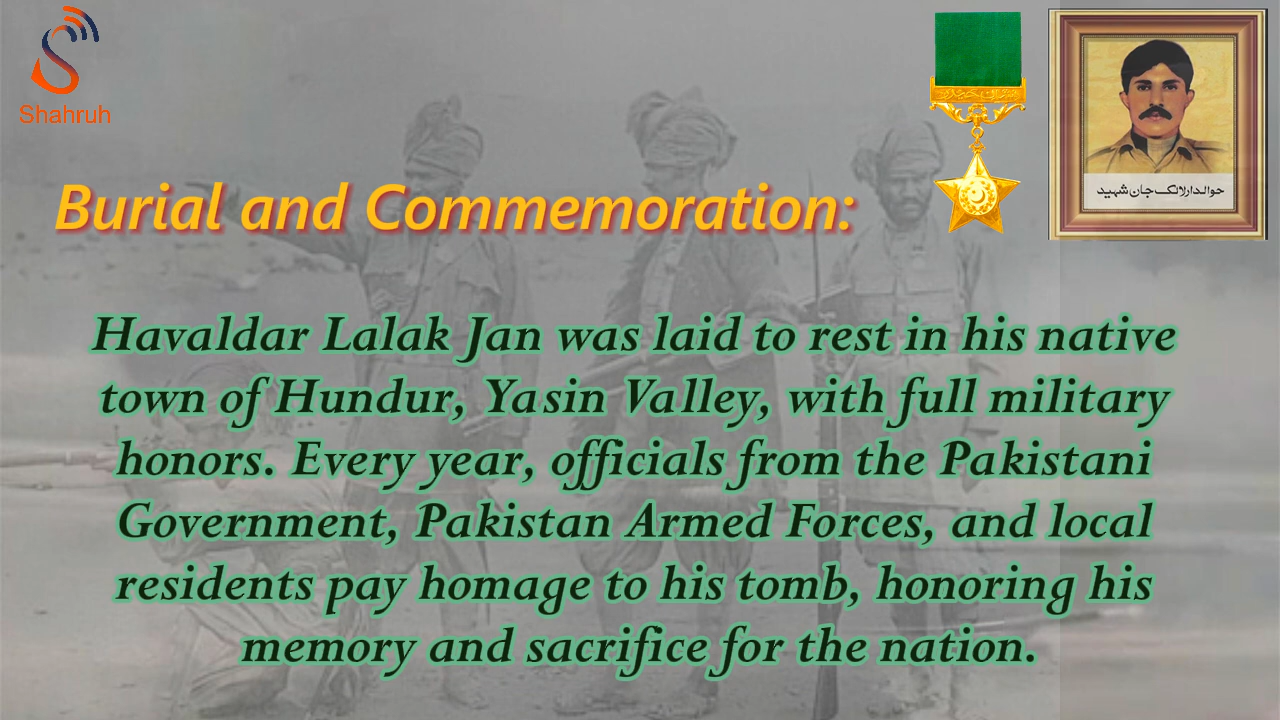 Shahruh
حوالدار لالک جان شہید
Burial and Commemoration:
Havaldar Lalak Jan was laid to rest in his native
town of Hundur, Yasin Valley, with full military
honors. Every year, officials from the Pakistani
Government, Pakistan Armed Forces, and local
residents pay homage to his tomb, honoring his
memory and sacrifice for the nation.